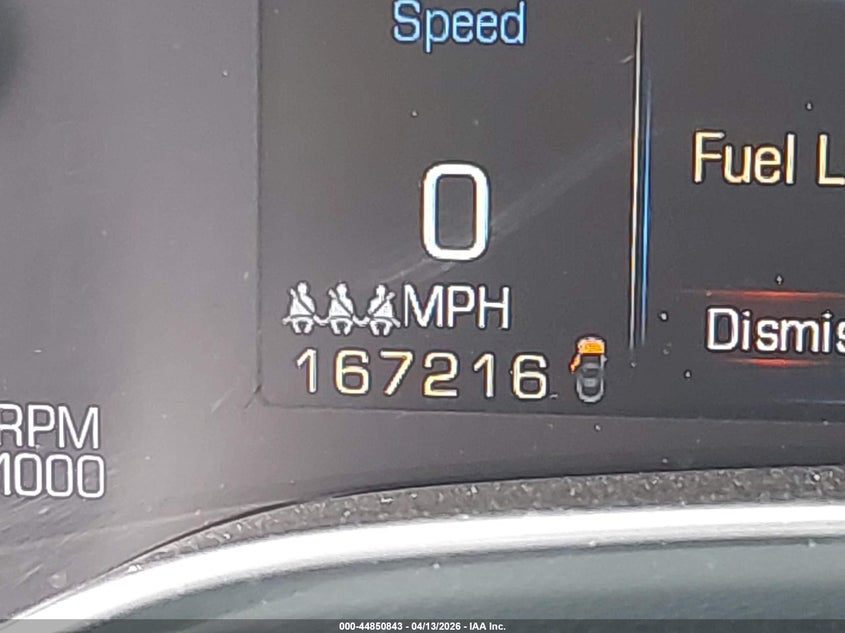 Speed
0
MPH
167216
Fuel L
Dismis
RPM
1000
000-44850843 - 04/13/2026 - IAA Inc.